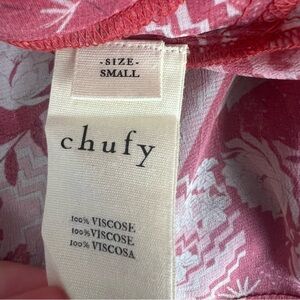 -SIZE-
SMALL
chufy
100% VISCOSE
100% VISCOSE
100% VISCOSA